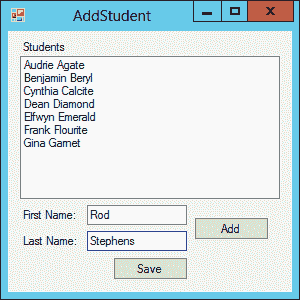 AddStudent
Students
Audrie Agate
Benjamin Beryl
Cynthia Calcite
Dean Diamond
Elfwyn Emerald
Frank Flourite
Gina Garnet
First Name: Rod
Add
Last Name: Stephens
Save